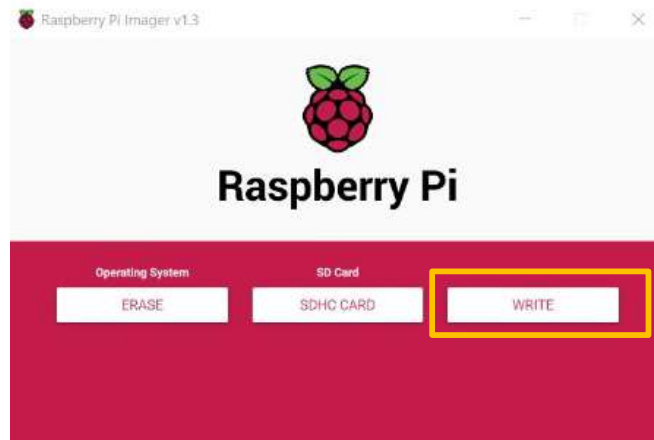 Raspberry Pi Imager v1.3
Raspberry Pi
Operating System
SD Card
ERASE
SDHC CARD
WRITE